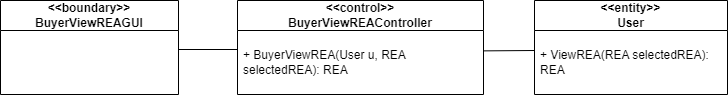 <<boundary>>
BuyerViewREAGUI
<<control>>
BuyerViewREAController
+ BuyerViewREA(User u, REA
selectedREA): REA
<<entity>>
User
+ ViewREA(REA selectedREA):
REA